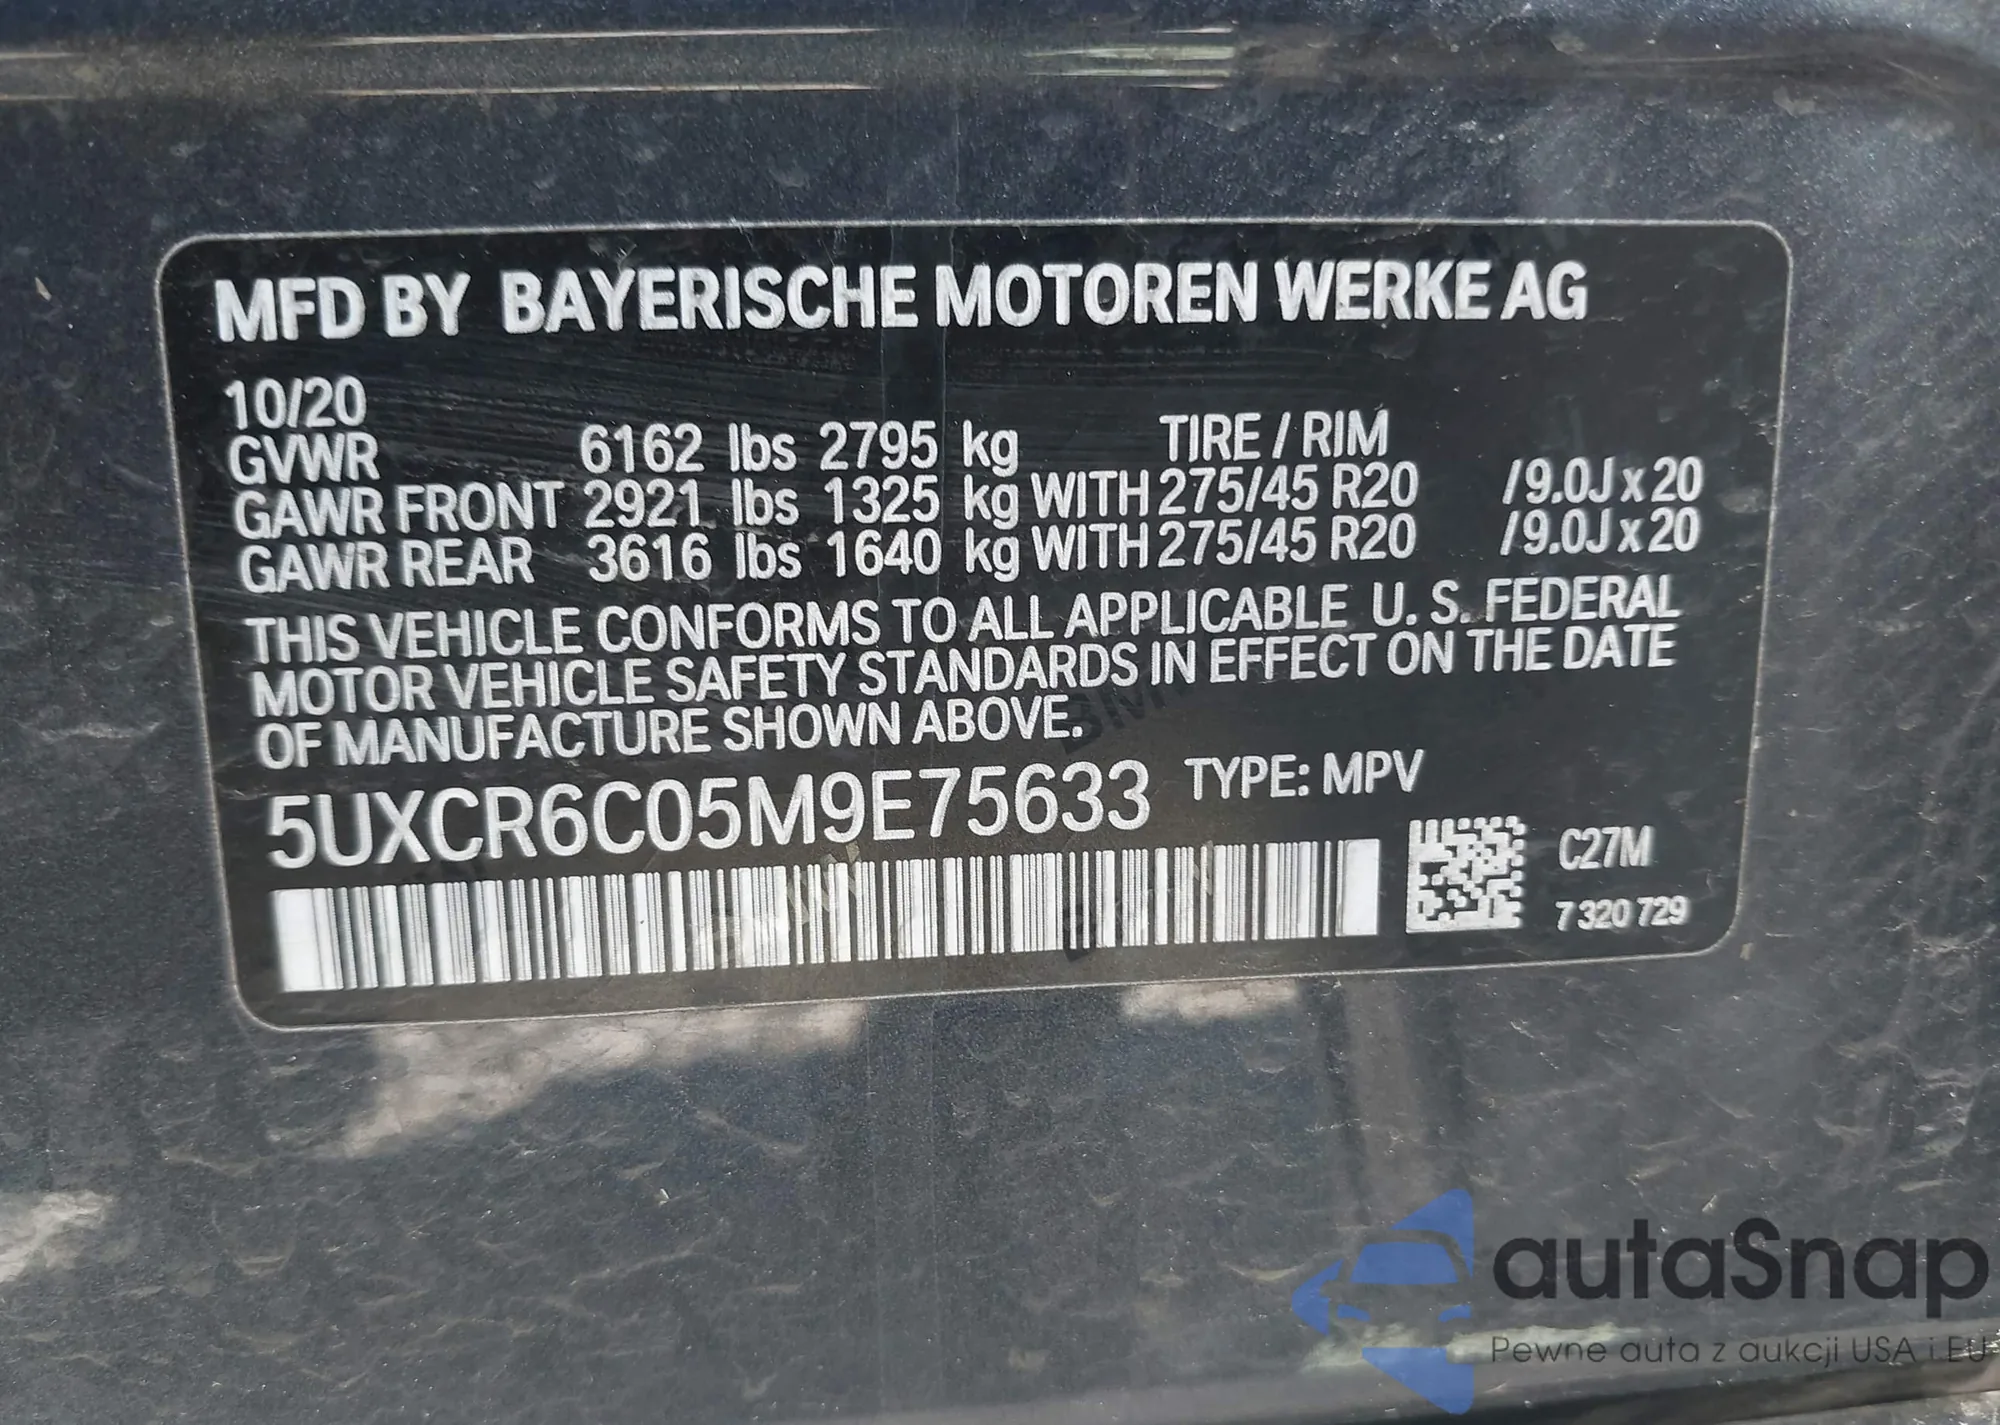 MFD BY BAYERISCHE MOTOREN WERKE AG
10/20
GVWR 6162 lbs 2795 kg TIRE / RIM
GAWR FRONT 2921 lbs 1325 kg WITH 275/45 R20 /9.0J x 20
GAWR REAR 3616 lbs 1640 kg WITH 275/45 R20 /9.0J x 20
THIS VEHICLE CONFORMS TO ALL APPLICABLE U. S. FEDERAL
MOTOR VEHICLE SAFETY STANDARDS IN EFFECT ON THE DATE
OF MANUFACTURE SHOWN ABOVE.
5UXCR6C05M9E75633 TYPE: MPV
C27M
7 320 729
autaSnap
Pewne auta z aukcji USA i EU